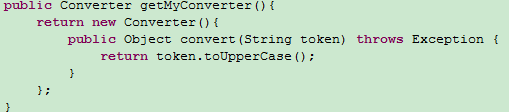 public Converter getMyConverter(){
    return new Converter(){
        public Object convert(String token) throws Exception {
            return token.toUpperCase();
        }
    };
}